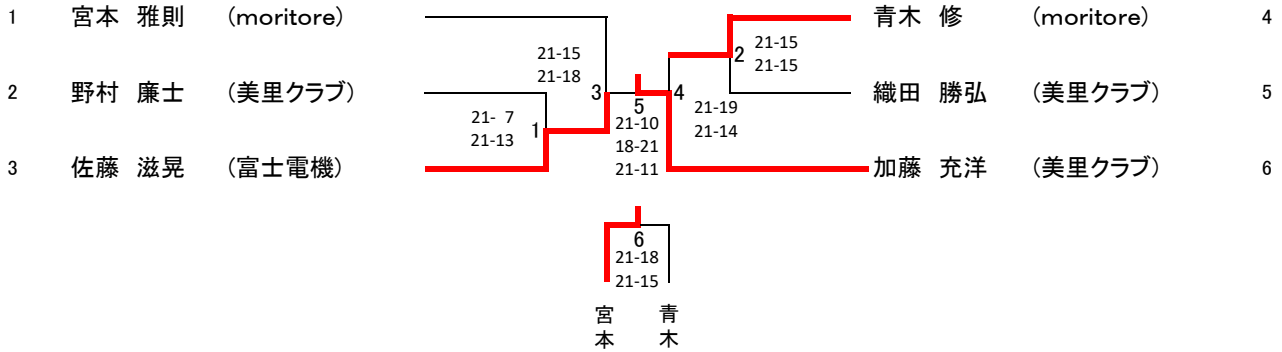 1 宮本 雅則 (moritore) 青木 修 (moritore) 4
21-15 2 21-15
21-18 21-15
2 野村 廉士 (美里クラブ) 3 5 4 織田 勝弘 (美里クラブ) 5
21- 7 1 21-10 21-19
21-13 18-21 21-14
3 佐藤 滋晃 (富士電機) 21-11 加藤 充洋 (美里クラブ) 6
6
21-18
21-15
宮本 青木